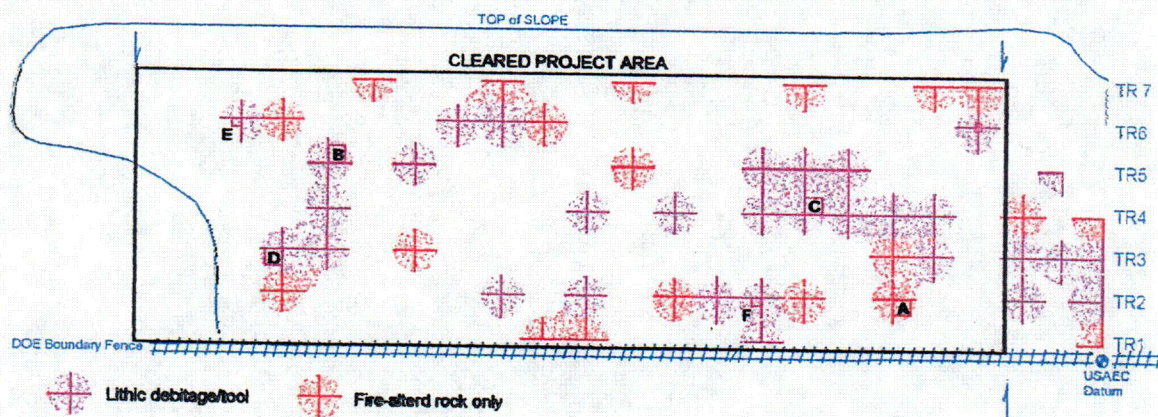 TOP of SLOPE
CLEARED PROJECT AREA
TR 7
E
TR6
B
TR5
C
TR4
D
TR3
F
A
TR2
TR1
DOE Boundary Fence
USAEC
Datum
Lithic debitage/tool
Fire-alterd rock only